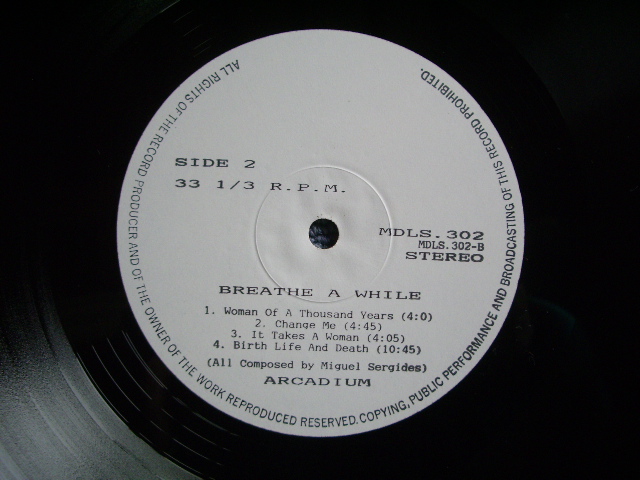 SIDE 2
33 1/3 R.P.M.
MDLS.302
MDLS.302-B
STEREO
BREATHE A WHILE
1. Woman Of A Thousand Years (4:0)
2. Change Me (4:45)
3. It Takes A Woman (4:05)
4. Birth Life And Death (10:45)
(All Composed by Miguel Sergides)
ARCADIUM
ALL RIGHTS OF THE RECORD PRODUCER AND OF THE OWNER OF THE WORK REPRODUCED RESERVED. COPYING, PUBLIC PERFORMANCE AND BROADCASTING OF THIS RECORD PROHIBITED.